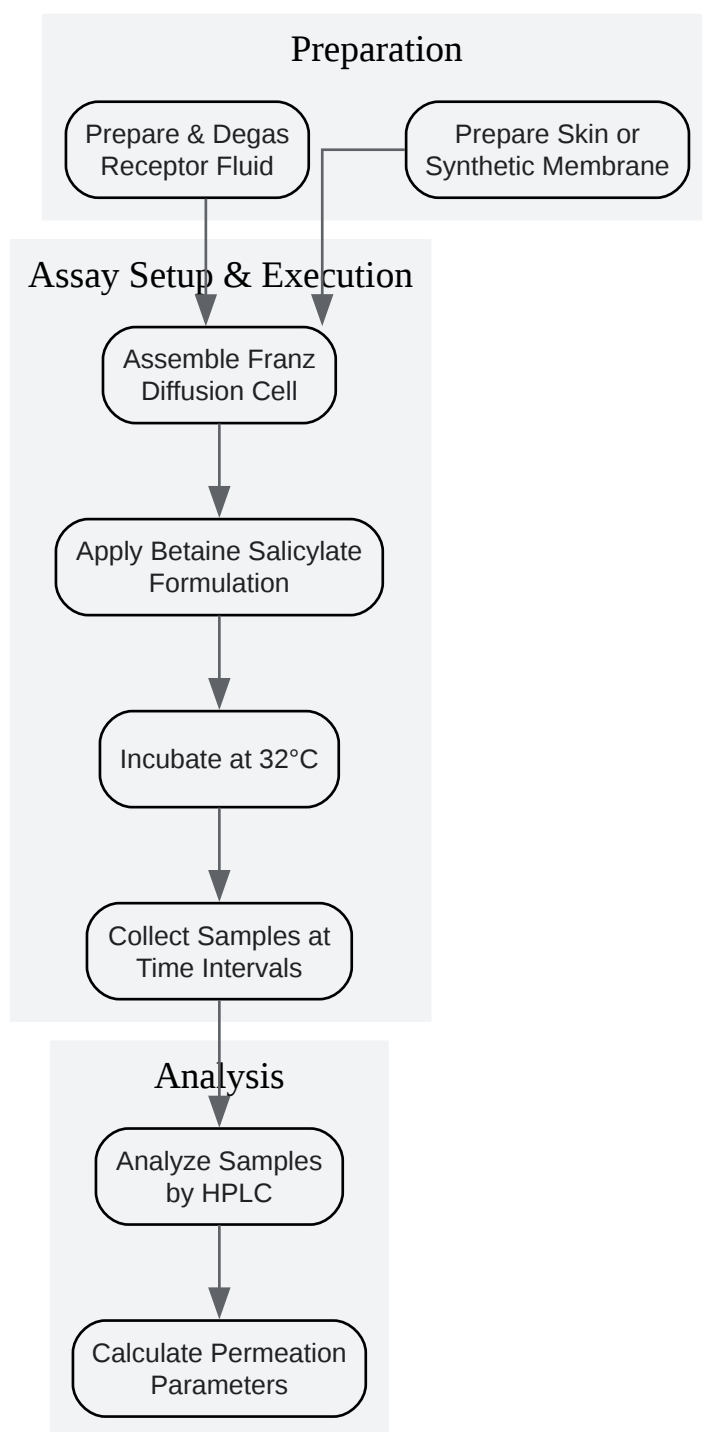 Preparation
Prepare & Degas
Receptor Fluid
Prepare Skin or
Synthetic Membrane
Assay Setup & Execution
Assemble Franz
Diffusion Cell
Apply Betaine Salicylate
Formulation
Incubate at 32°C
Collect Samples at
Time Intervals
Analysis
Analyze Samples
by HPLC
Calculate Permeation
Parameters